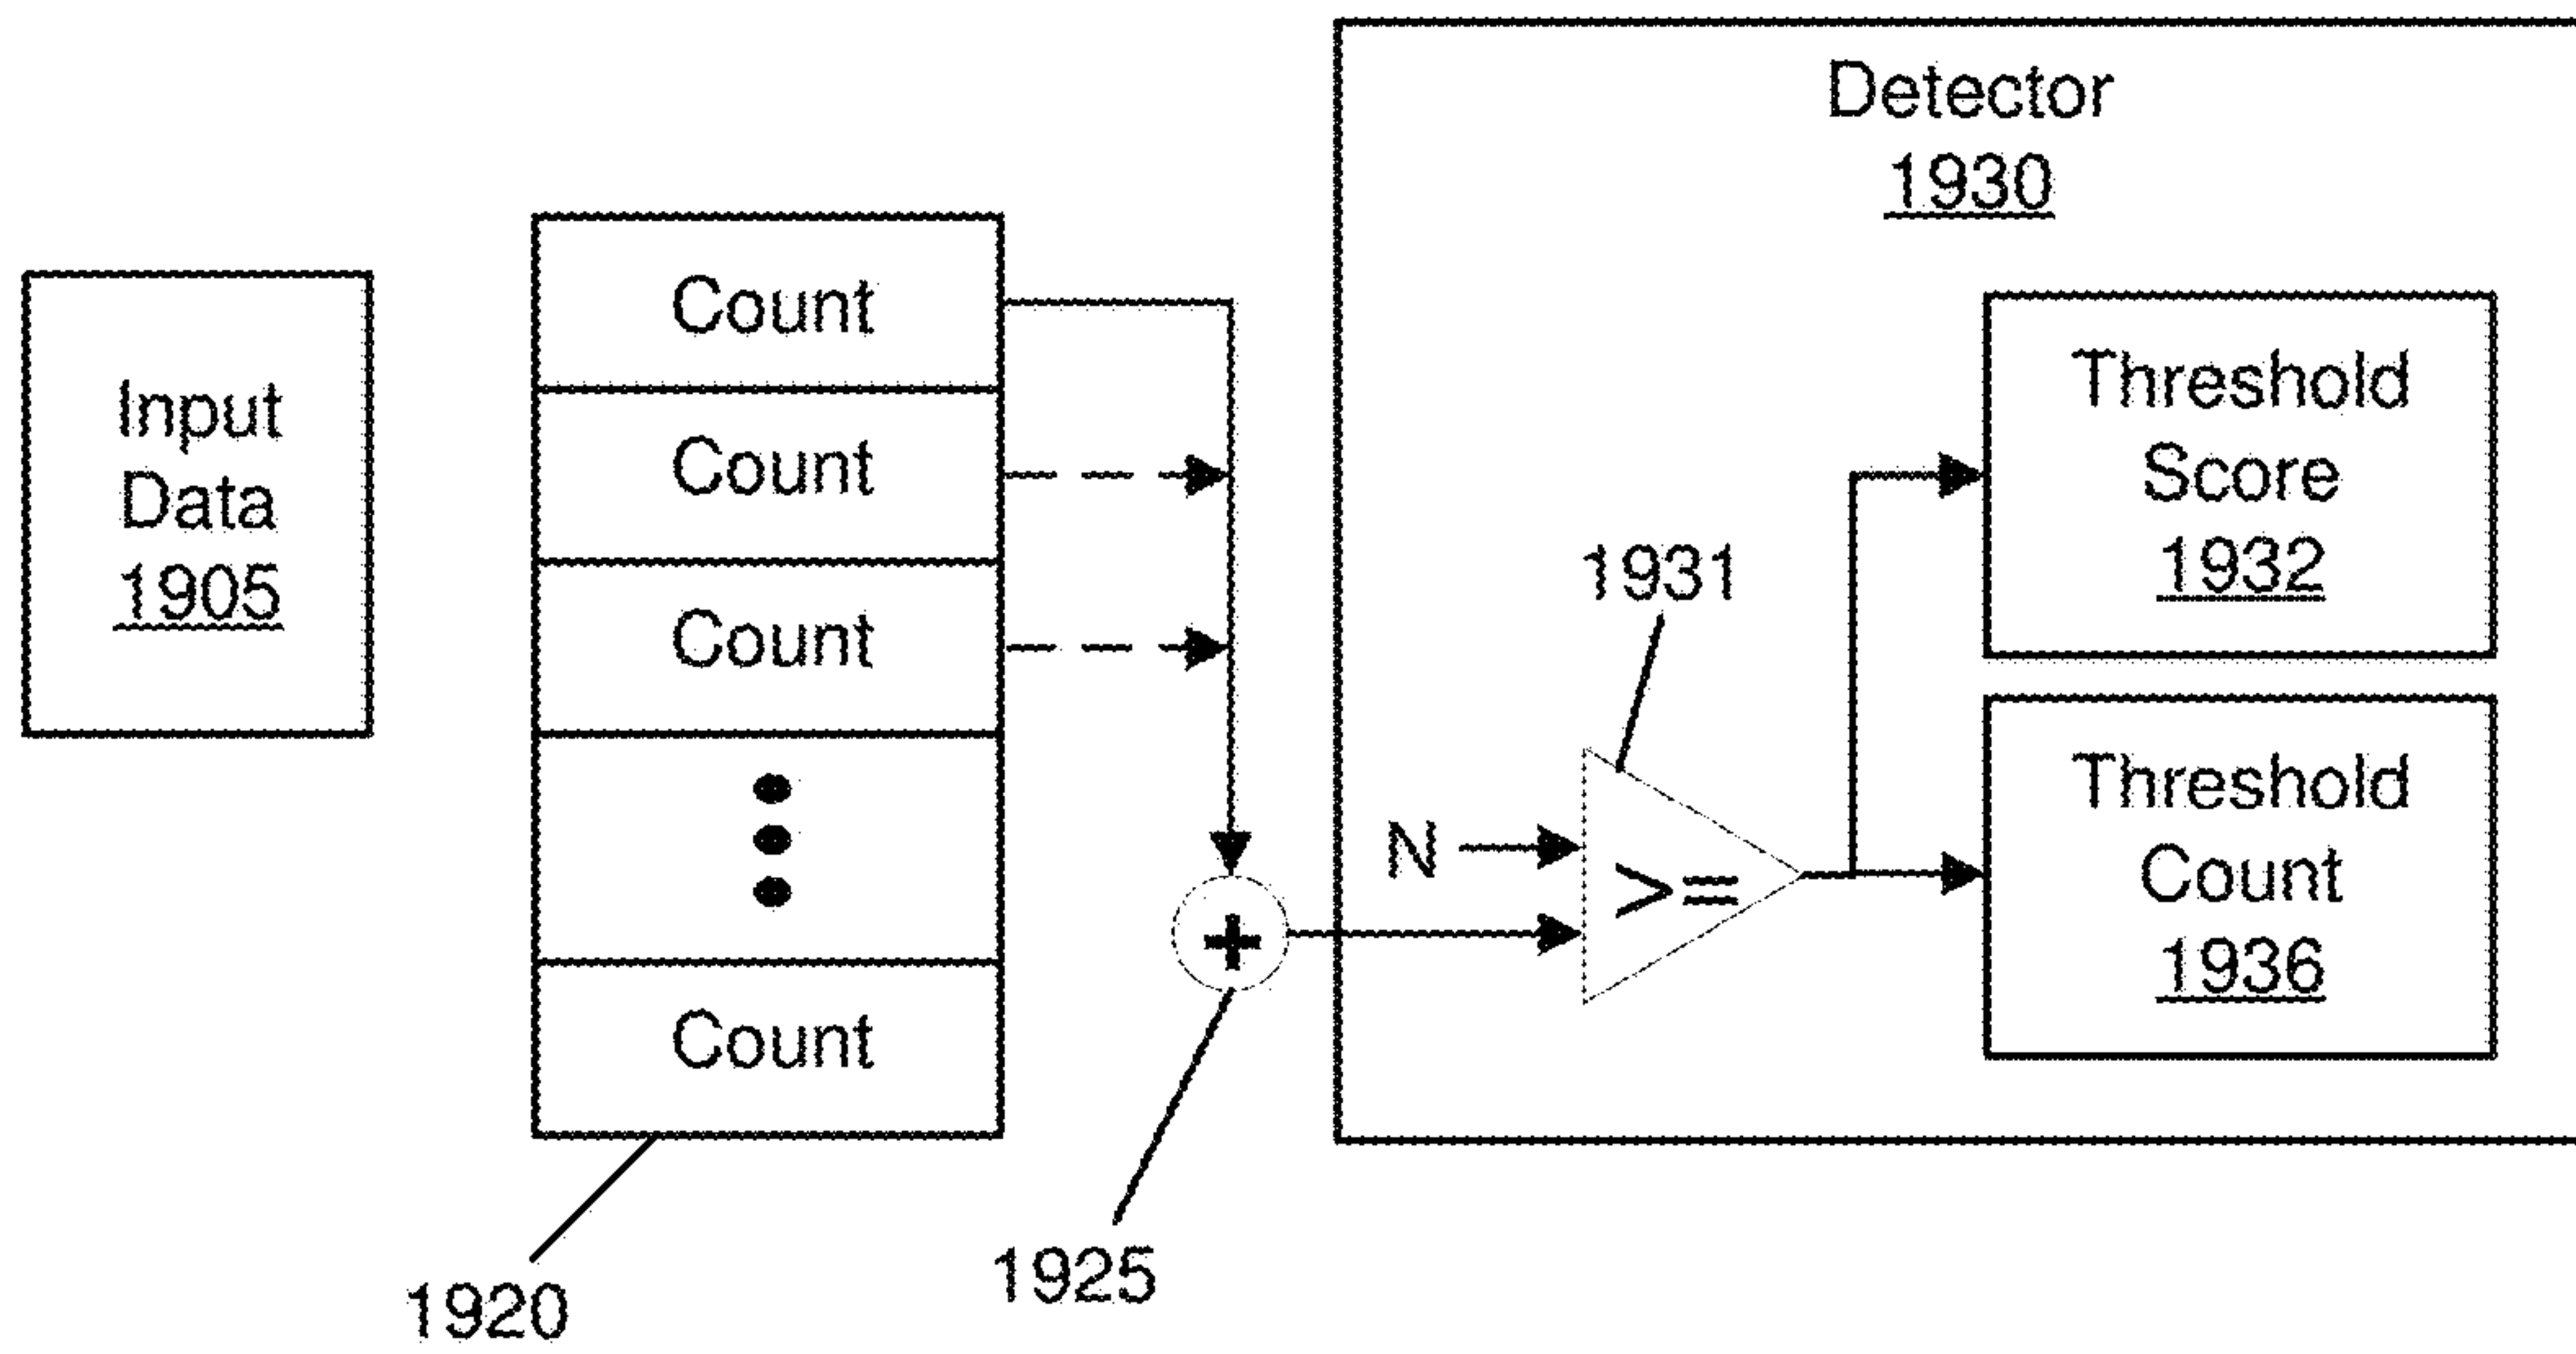 Input
Data
1905
Count
Count
Count
Count
1920
+
1925
Detector
1930
N
>=
1931
Threshold
Score
1932
Threshold
Count
1936